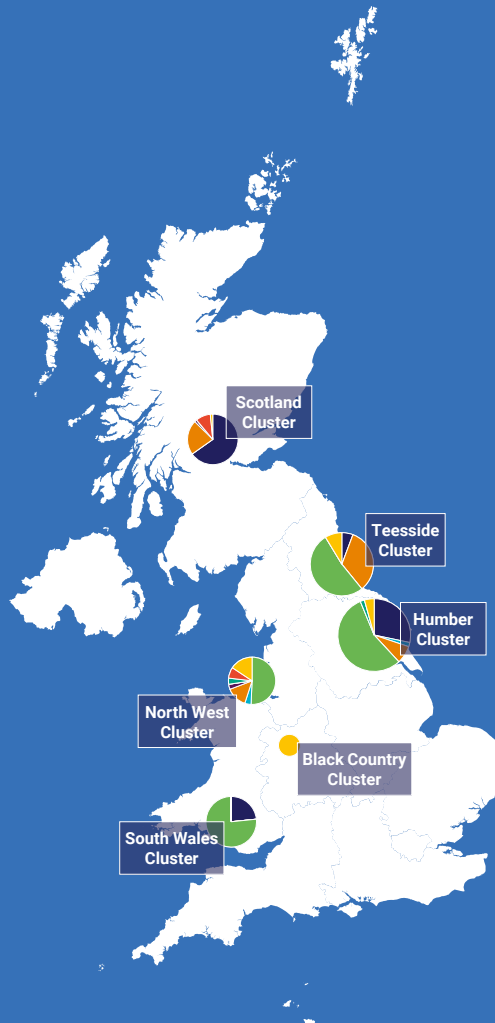 Scotland
Cluster
Teesside
Cluster
Humber
Cluster
North West
Cluster
Black Country
Cluster
South Wales
Cluster